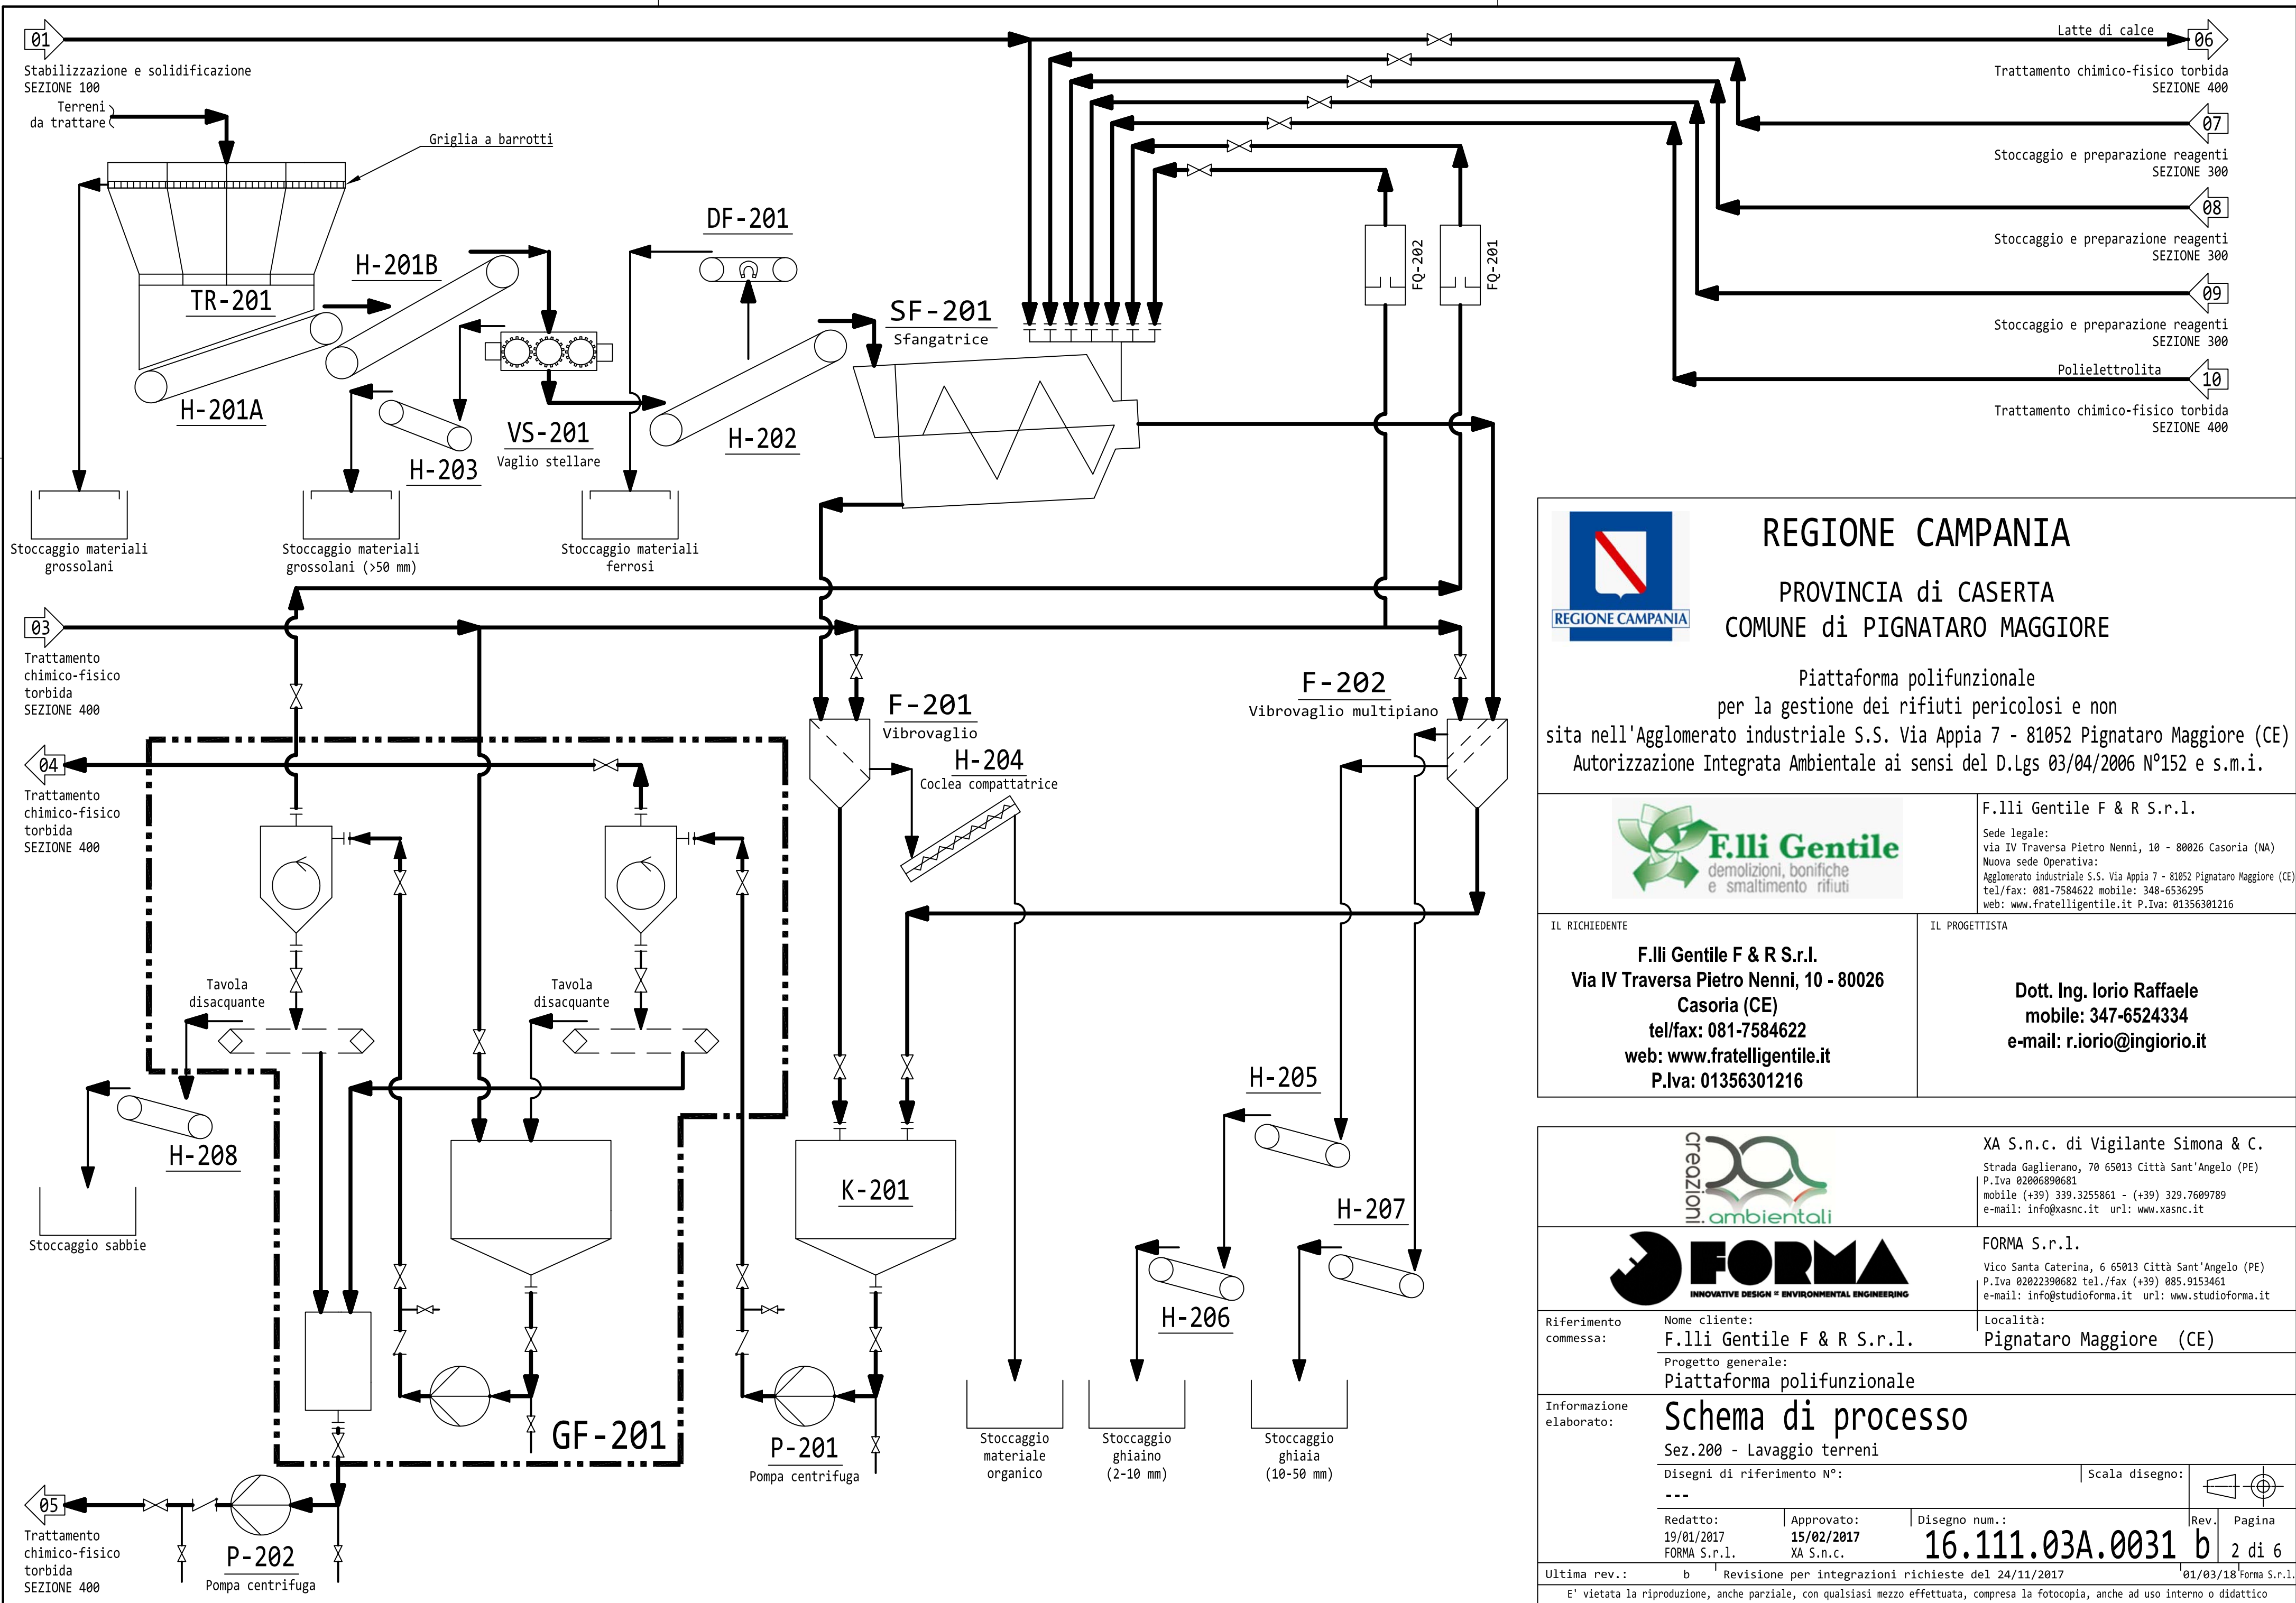 01
Stabilizzazione e solidificazione
SEZIONE 100
Terreni
da trattare
Griglia a barrotti
TR-201
H-201A
H-201B
H-203
VS-201
Vaglio stellare
DF-201
H-202
SF-201
Sfangatrice
FQ-202
FQ-201
Latte di calce
06
Trattamento chimico-fisico torbida
SEZIONE 400
07
Stoccaggio e preparazione reagenti
SEZIONE 300
08
Stoccaggio e preparazione reagenti
SEZIONE 300
09
Stoccaggio e preparazione reagenti
SEZIONE 300
Polielettrolita
10
Trattamento chimico-fisico torbida
SEZIONE 400
Stoccaggio materiali
grossolani
Stoccaggio materiali
grossolani (>50 mm)
Stoccaggio materiali
ferrosi
03
Trattamento
chimico-fisico
torbida
SEZIONE 400
04
Trattamento
chimico-fisico
torbida
SEZIONE 400
F-201
Vibrovaglio
H-204
Coclea compattatrice
F-202
Vibrovaglio multipiano
Tavola
disacquante
Tavola
disacquante
H-208
Stoccaggio sabbie
K-201
H-205
H-207
H-206
GF-201
P-201
Pompa centrifuga
Stoccaggio
materiale
organico
Stoccaggio
ghiaino
(2-10 mm)
Stoccaggio
ghiaia
(10-50 mm)
05
Trattamento
chimico-fisico
torbida
SEZIONE 400
P-202
Pompa centrifuga
REGIONE CAMPANIA
REGIONE CAMPANIA
PROVINCIA di CASERTA
COMUNE di PIGNATARO MAGGIORE
Piattaforma polifunzionale
per la gestione dei rifiuti pericolosi e non
sita nell'Agglomerato industriale S.S. Via Appia 7 - 81052 Pignataro Maggiore (CE)
Autorizzazione Integrata Ambientale ai sensi del D.Lgs 03/04/2006 N°152 e s.m.i.
F.lli Gentile
demolizioni, bonifiche
e smaltimento rifiuti
F.lli Gentile F & R S.r.l.
Sede legale:
via IV Traversa Pietro Nenni, 10 - 80026 Casoria (NA)
Nuova sede Operativa:
Agglomerato industriale S.S. Via Appia 7 - 81052 Pignataro Maggiore (CE)
tel/fax: 081-7584622 mobile: 348-6536295
web: www.fratelligentile.it P.Iva: 01356301216
IL RICHIEDENTE
F.lli Gentile F & R S.r.l.
Via IV Traversa Pietro Nenni, 10 - 80026
Casoria (CE)
tel/fax: 081-7584622
web: www.fratelligentile.it
P.Iva: 01356301216
IL PROGETTISTA
Dott. Ing. Iorio Raffaele
mobile: 347-6524334
e-mail: r.iorio@ingiorio.it
creazioni
ambientali
XA S.n.c. di Vigilante Simona & C.
Strada Gaglierano, 70 65013 Città Sant'Angelo (PE)
P.Iva 02006890681
mobile (+39) 339.3255861 - (+39) 329.7609789
e-mail: info@xasnc.it url: www.xasnc.it
FORMA
INNOVATIVE DESIGN = ENVIRONMENTAL ENGINEERING
FORMA S.r.l.
Vico Santa Caterina, 6 65013 Città Sant'Angelo (PE)
P.Iva 02022390682 tel./fax (+39) 085.9153461
e-mail: info@studioforma.it url: www.studioforma.it
Riferimento
commessa:
Nome cliente:
F.lli Gentile F & R S.r.l.
Località:
Pignataro Maggiore (CE)
Progetto generale:
Piattaforma polifunzionale
Informazione
elaborato:
Schema di processo
Sez.200 - Lavaggio terreni
Disegni di riferimento N°:
---
Scala disegno:
Redatto:
19/01/2017
FORMA S.r.l.
Approvato:
15/02/2017
XA S.n.c.
Disegno num.:
16.111.03A.0031
Rev.
b
Pagina
2 di 6
Ultima rev.: b Revisione per integrazioni richieste del 24/11/2017 01/03/18 Forma S.r.l.
E' vietata la riproduzione, anche parziale, con qualsiasi mezzo effettuata, compresa la fotocopia, anche ad uso interno o didattico